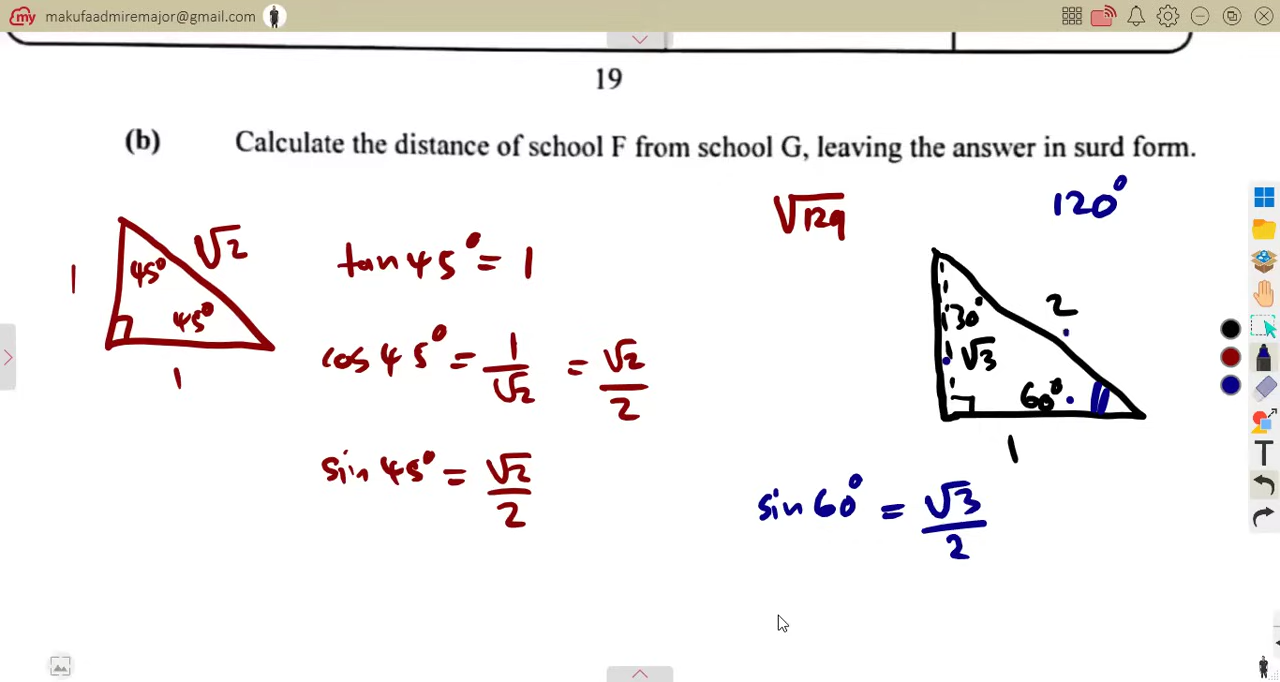 my makufaadmiremajor@gmail.com
19
(b) Calculate the distance of school F from school G, leaving the answer in surd form.
√129
120°
1
45°
√2
45°
1
tan 45° = 1
cos 45° = 1/√2 = √2/2
sin 45° = √2/2
30°
2
√3
60°
1
sin 60° = √3/2
T